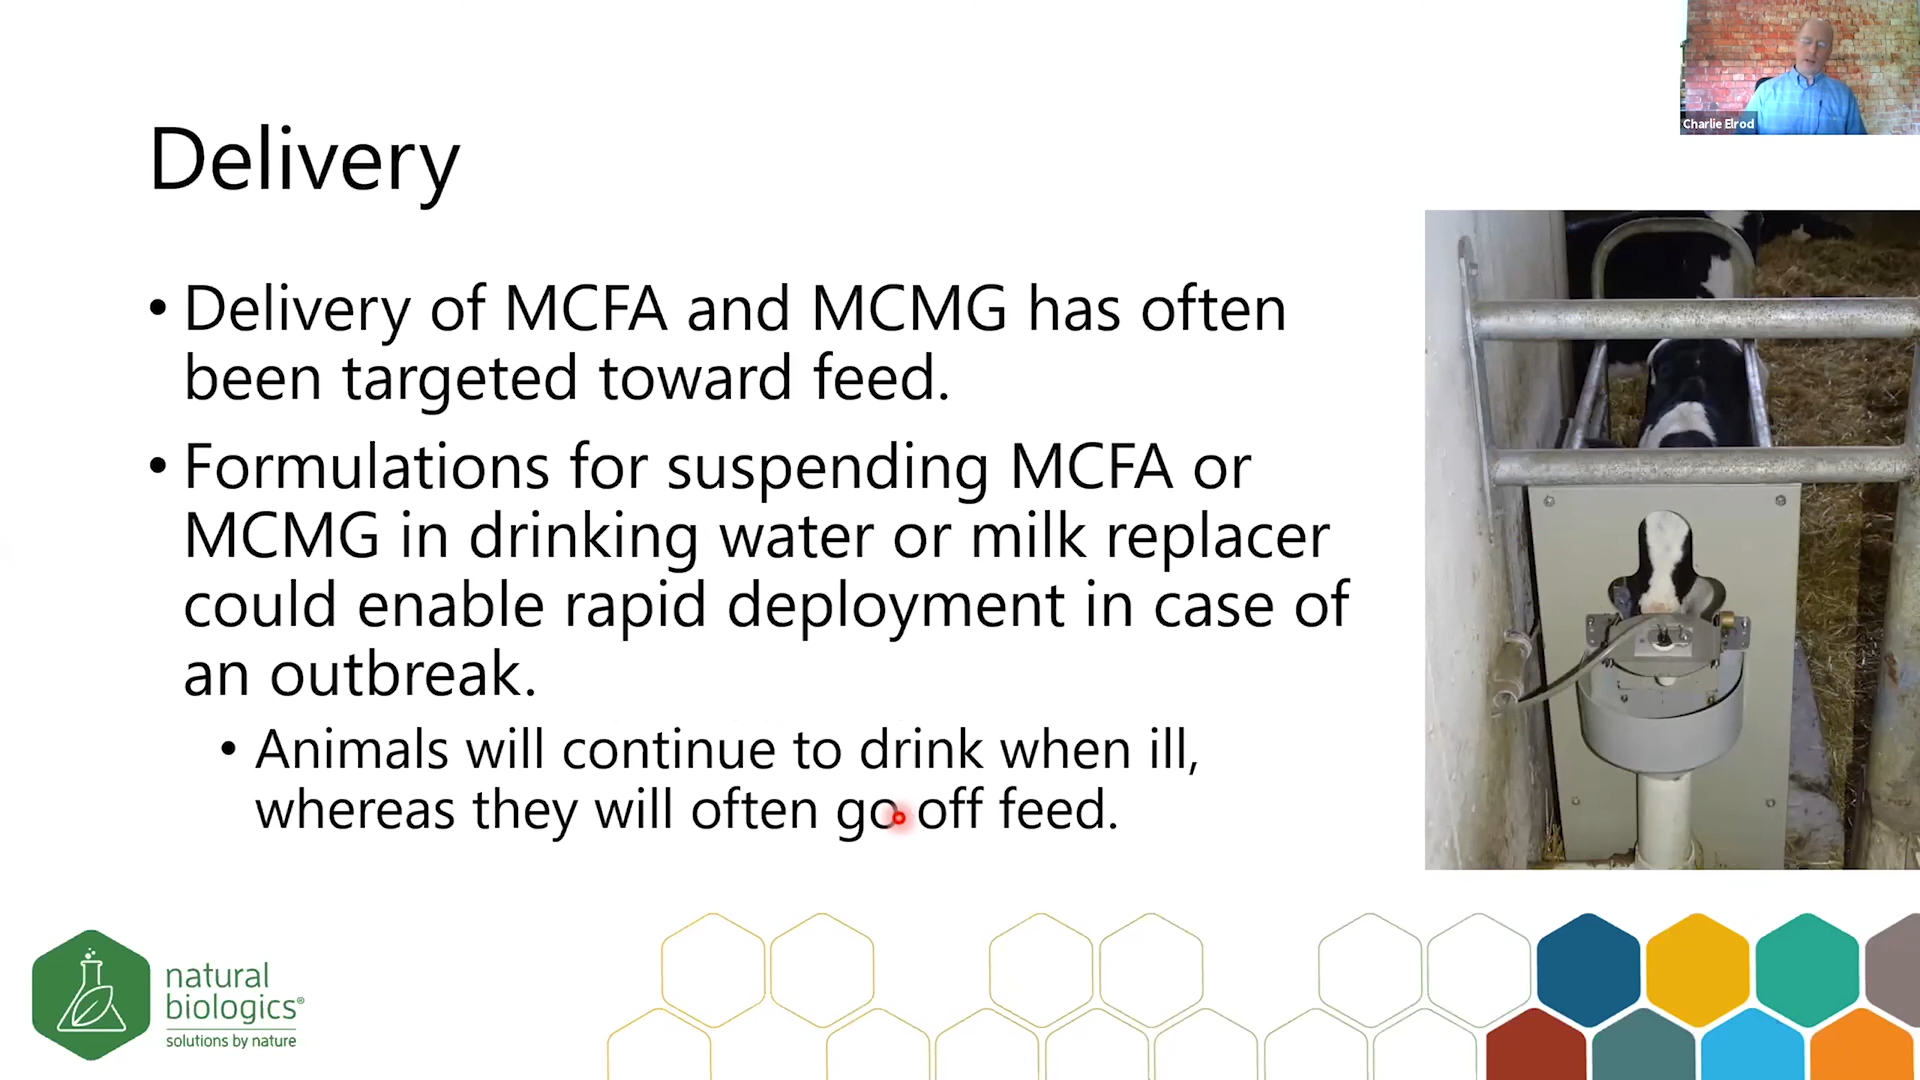 Charlie Elrod
Delivery
• Delivery of MCFA and MCMG has often
been targeted toward feed.
• Formulations for suspending MCFA or
MCMG in drinking water or milk replacer
could enable rapid deployment in case of
an outbreak.
• Animals will continue to drink when ill,
whereas they will often go off feed.
natural
biologics®
solutions by nature